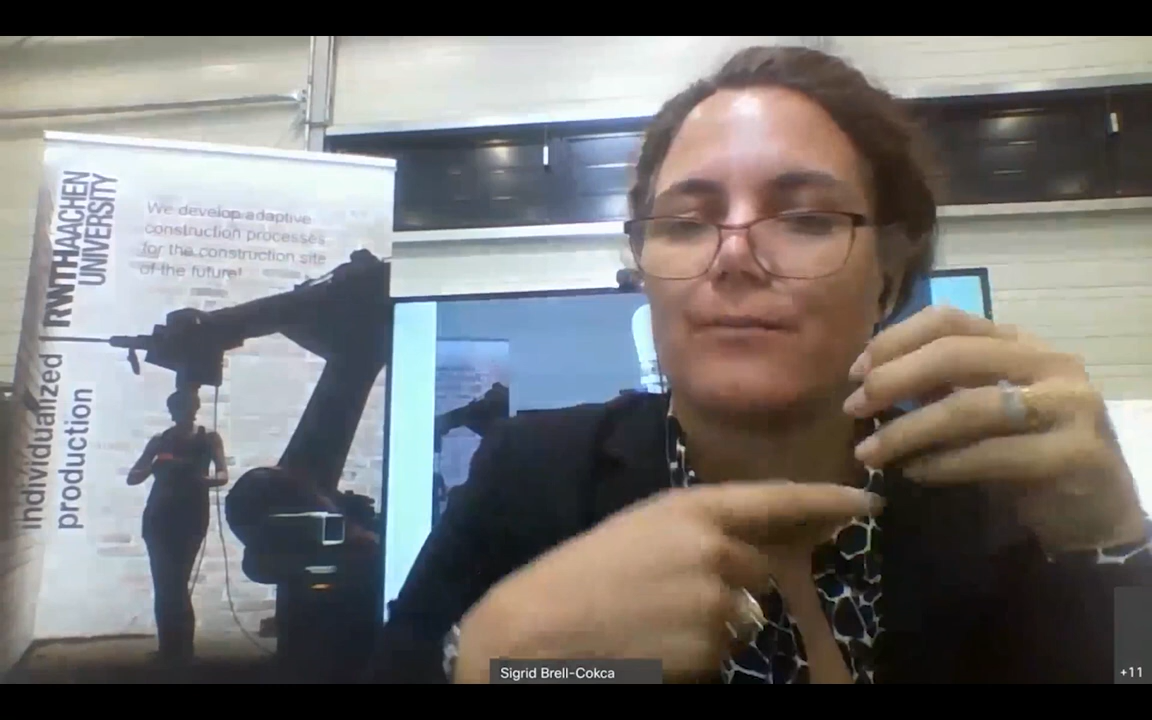 RWTHAACHEN
UNIVERSITY
individualized
production
We develop adaptive
construction processes
for the construction site
of the future!
Sigrid Brell-Cokca
+11